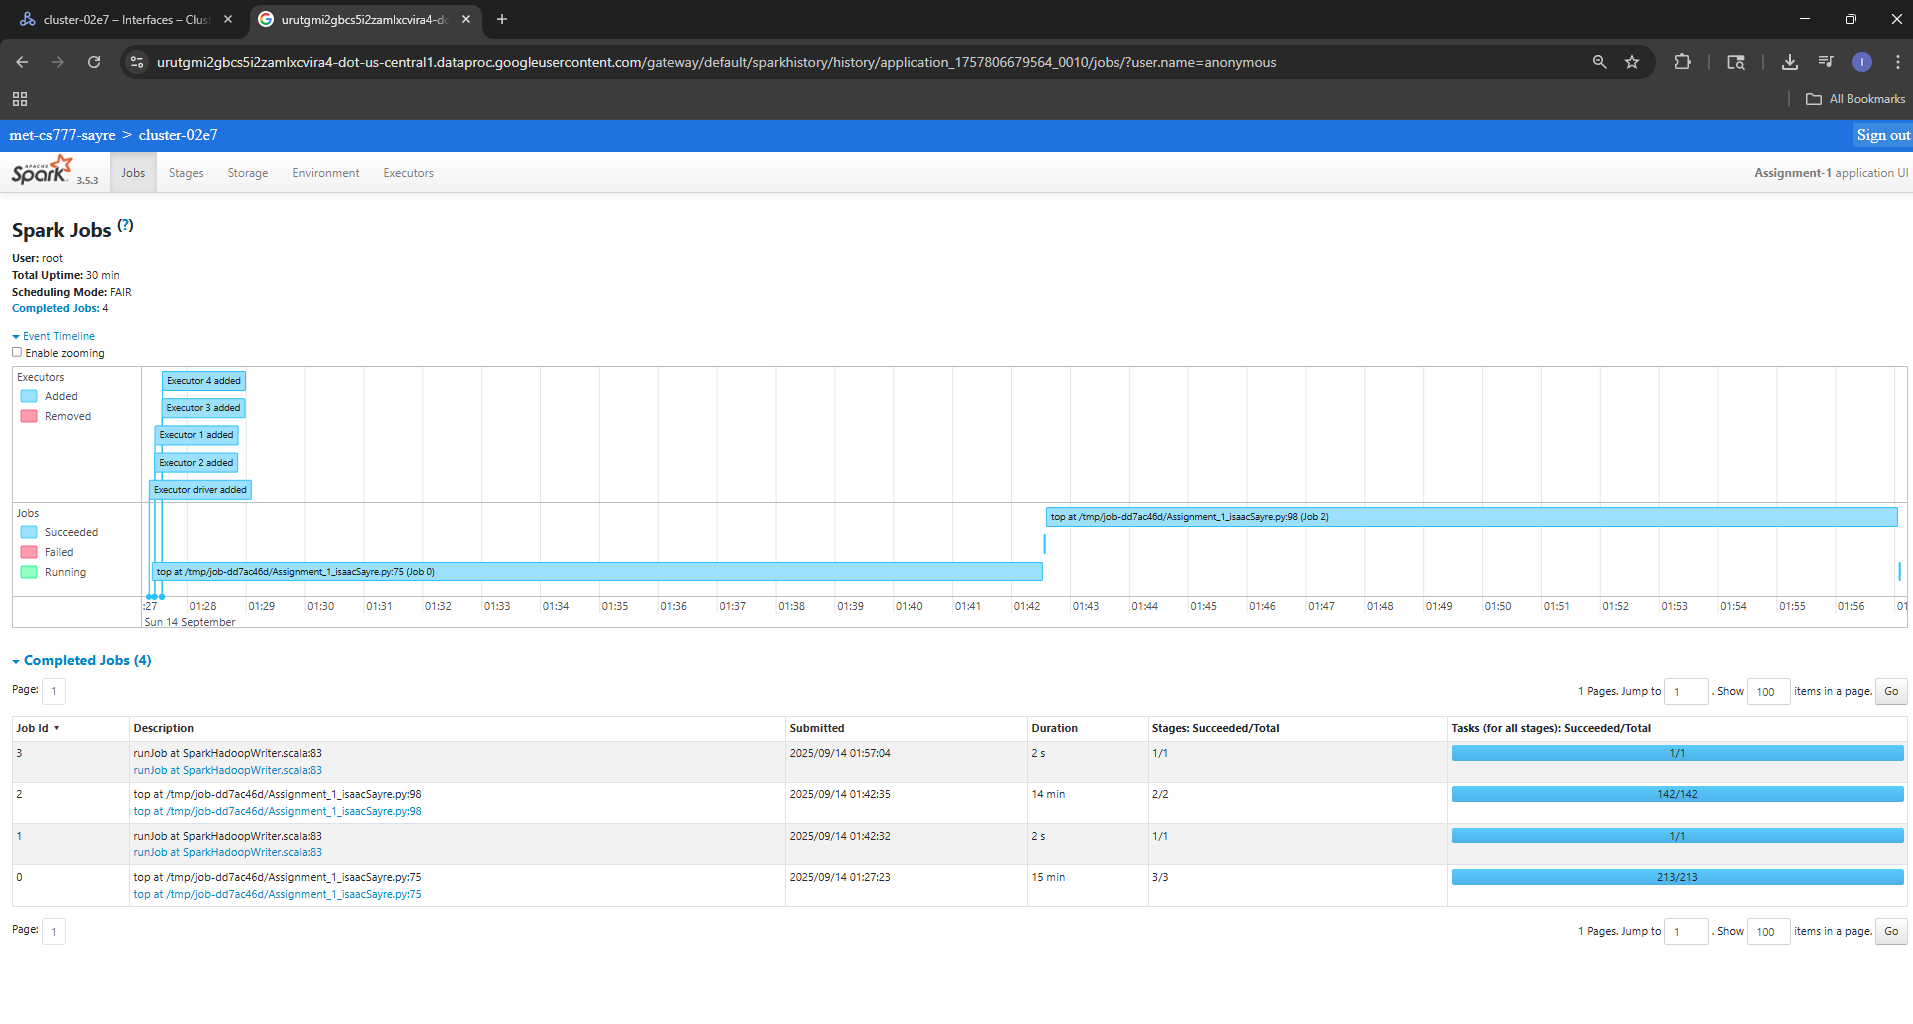 cluster-02e7 – Interfaces – Clus
urutgmi2gbcs5i2zamlxcvira4-do
urutgmi2gbcs5i2zamlxcvira4-dot-us-central1.dataproc.googleusercontent.com/gateway/default/sparkhistory/history/application_1757806679564_0010/jobs/?user.name=anonymous
I
All Bookmarks
met-cs777-sayre > cluster-02e7
Sign out
APACHE
Spark 3.5.3
Jobs Stages Storage Environment Executors
Assignment-1 application UI
Spark Jobs (?)
User: root
Total Uptime: 30 min
Scheduling Mode: FAIR
Completed Jobs: 4
Event Timeline
Enable zooming
Executors
Added
Removed
Executor 4 added
Executor 3 added
Executor 1 added
Executor 2 added
Executor driver added
Jobs
Succeeded
Failed
Running
top at /tmp/job-dd7ac46d/Assignment_1_isaacSayre.py:98 (Job 2)
top at /tmp/job-dd7ac46d/Assignment_1_isaacSayre.py:75 (Job 0)
:27 01:28 01:29 01:30 01:31 01:32 01:33 01:34 01:35 01:36 01:37 01:38 01:39 01:40 01:41 01:42 01:43 01:44 01:45 01:46 01:47 01:48 01:49 01:50 01:51 01:52 01:53 01:54 01:55 01:56 01
Sun 14 September
Completed Jobs (4)
Page: 1
1 Pages. Jump to 1 . Show 100 items in a page. Go
Job Id ▾ Description Submitted Duration Stages: Succeeded/Total Tasks (for all stages): Succeeded/Total
3 runJob at SparkHadoopWriter.scala:83 2025/09/14 01:57:04 2 s 1/1 1/1
runJob at SparkHadoopWriter.scala:83
2 top at /tmp/job-dd7ac46d/Assignment_1_isaacSayre.py:98 2025/09/14 01:42:35 14 min 2/2 142/142
top at /tmp/job-dd7ac46d/Assignment_1_isaacSayre.py:98
1 runJob at SparkHadoopWriter.scala:83 2025/09/14 01:42:32 2 s 1/1 1/1
runJob at SparkHadoopWriter.scala:83
0 top at /tmp/job-dd7ac46d/Assignment_1_isaacSayre.py:75 2025/09/14 01:27:23 15 min 3/3 213/213
top at /tmp/job-dd7ac46d/Assignment_1_isaacSayre.py:75
Page: 1
1 Pages. Jump to 1 . Show 100 items in a page. Go